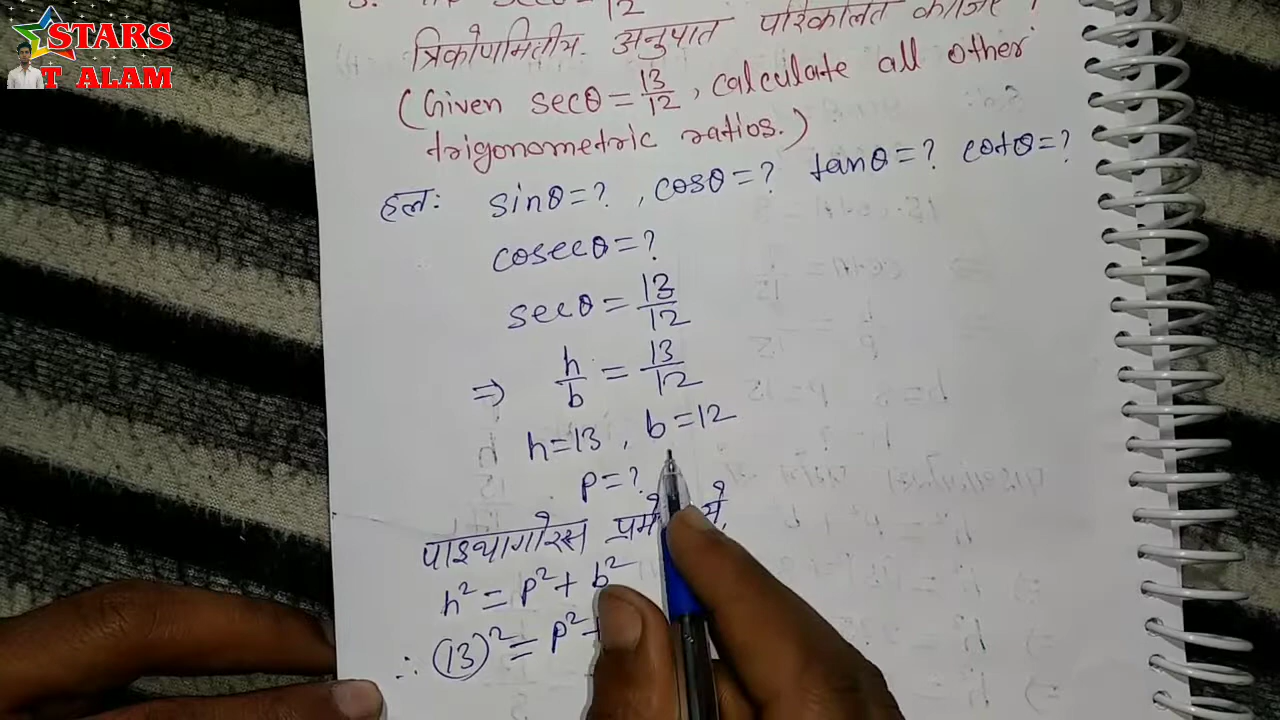 STARS
T ALAM
12
त्रिकोणमितीय अनुपात परिकलित कीजिए।
(Given secθ = 13/12, calculate all other
trigonometric ratios.)
हल: sinθ = ?, cosθ = ? tanθ = ? cotθ = ?
cosecθ = ?
secθ = 13/12
⇒ h/b = 13/12
h = 13, b = 12
p = ?
पाइथागोरस से,
h² = p² + b²
∴ (13)² = p² +